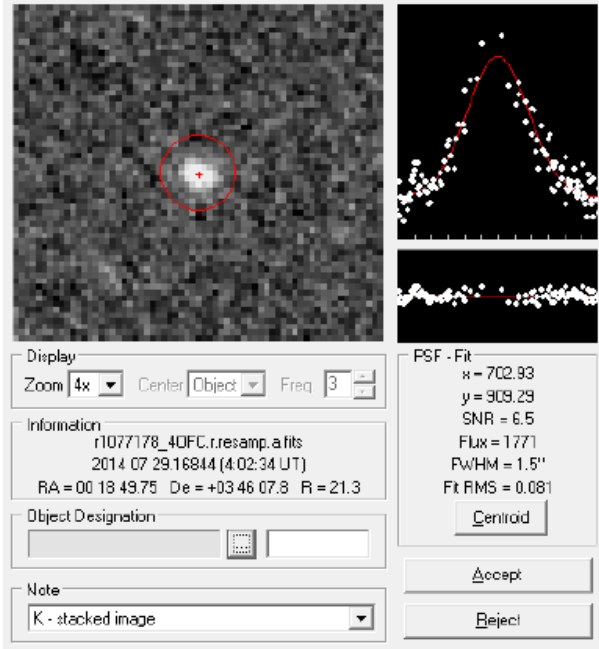 Display
Zoom 4x Center Object Freq. 3
Information
r1077178_4OFC.r.resamp.a.fits
2014 07 29.16844 (4:02:34 UT)
RA = 00 18 49.75 De = +03 46 07.8 R = 21.3
Object Designation
...
Note
K - stacked image
PSF - Fit
x = 702.93
y = 909.29
SNR = 6.5
Flux = 1771
FWHM = 1.5"
Fit RMS = 0.081
Centroid
Accept
Reject